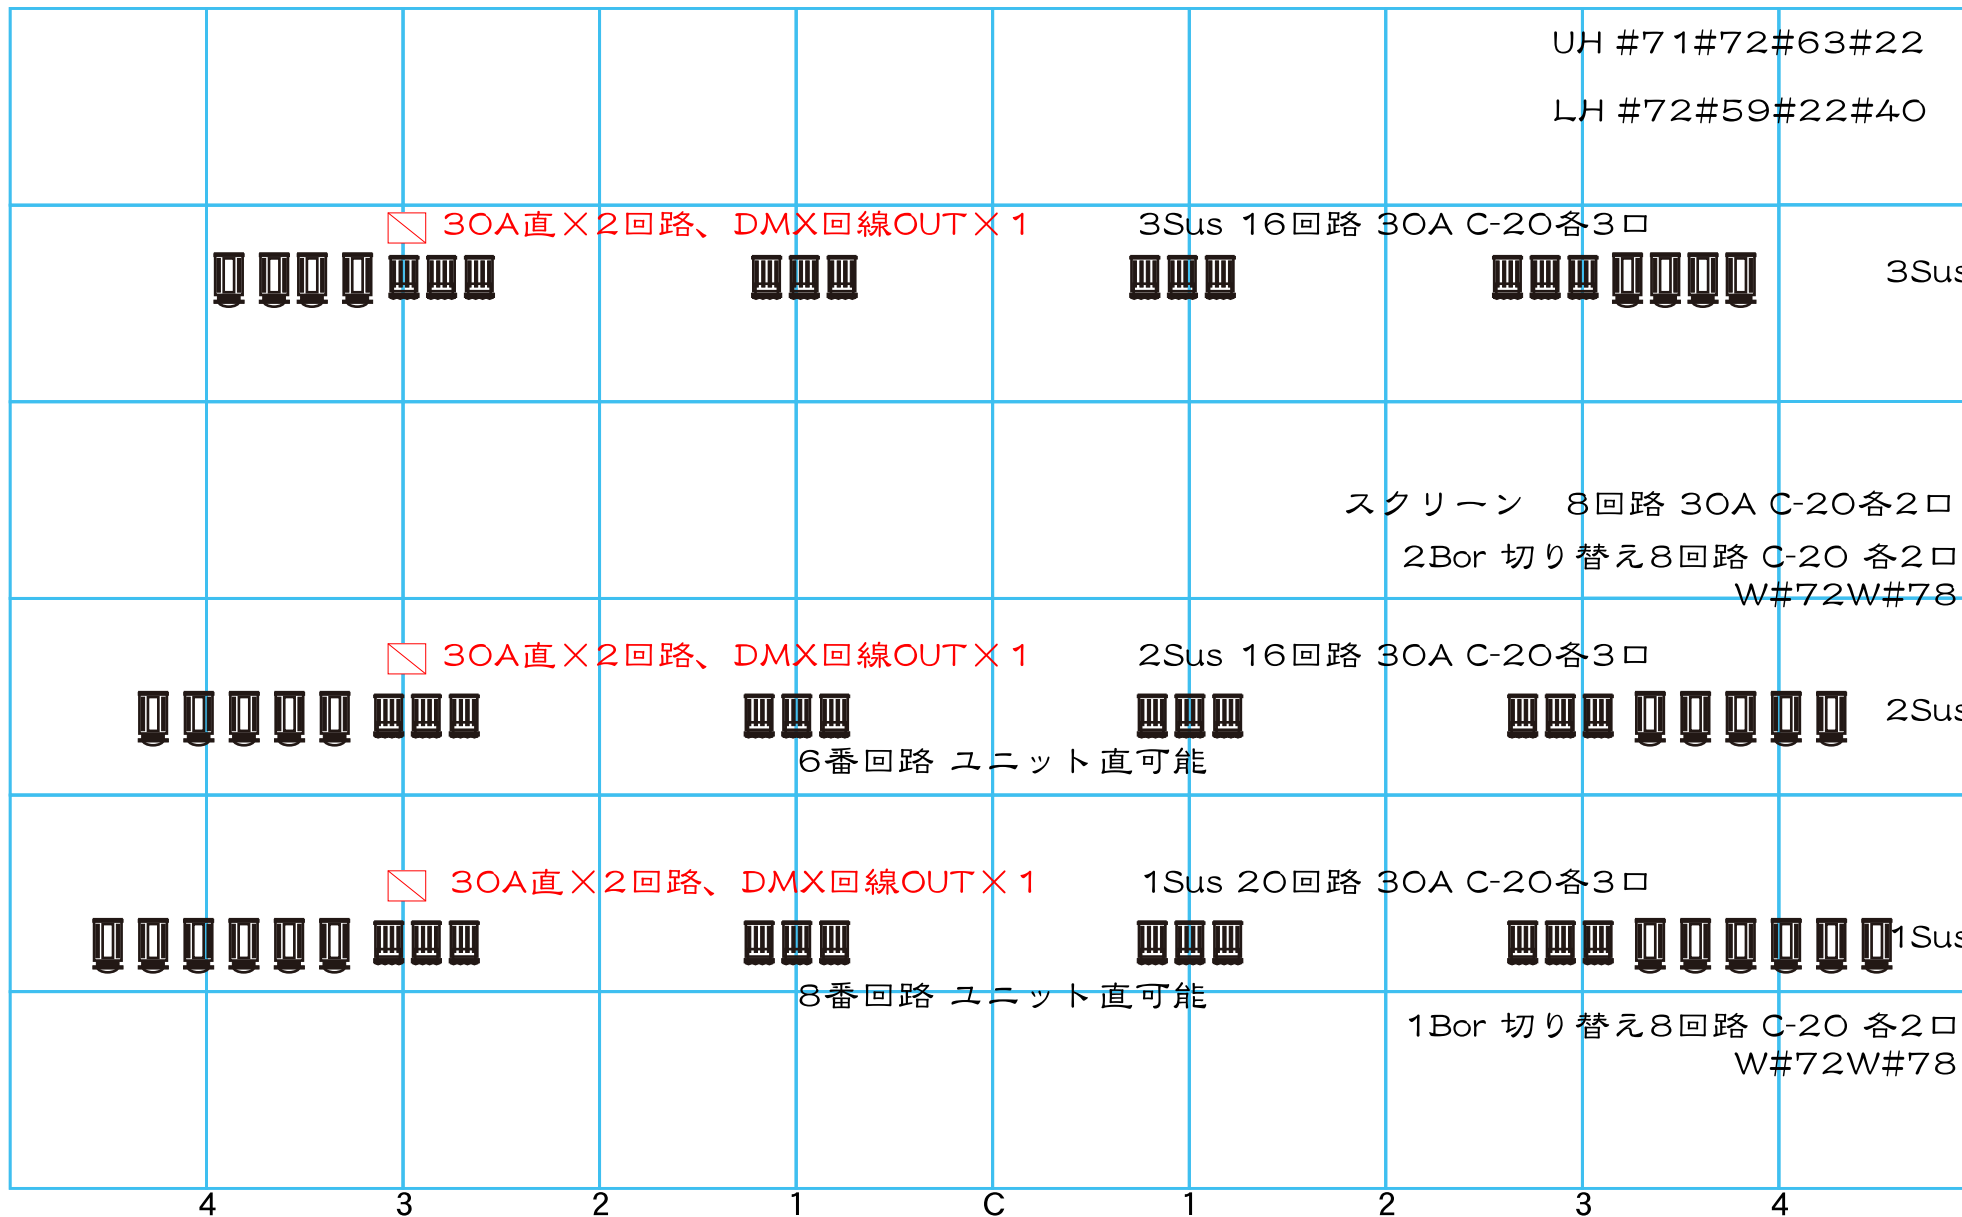 UH #71#72#63#22
LH #72#59#22#40
30A直×2回路、DMX回線OUT×1
3Sus 16回路 30A C-20各3口
3Sus
スクリーン　8回路 30A C-20各2口
2Bor 切り替え8回路 C-20 各2口
W#72W#78
30A直×2回路、DMX回線OUT×1
2Sus 16回路 30A C-20各3口
2Sus
6番回路 ユニット直可能
30A直×2回路、DMX回線OUT×1
1Sus 20回路 30A C-20各3口
1Sus
8番回路 ユニット直可能
1Bor 切り替え8回路 C-20 各2口
W#72W#78
4 3 2 1 C 1 2 3 4